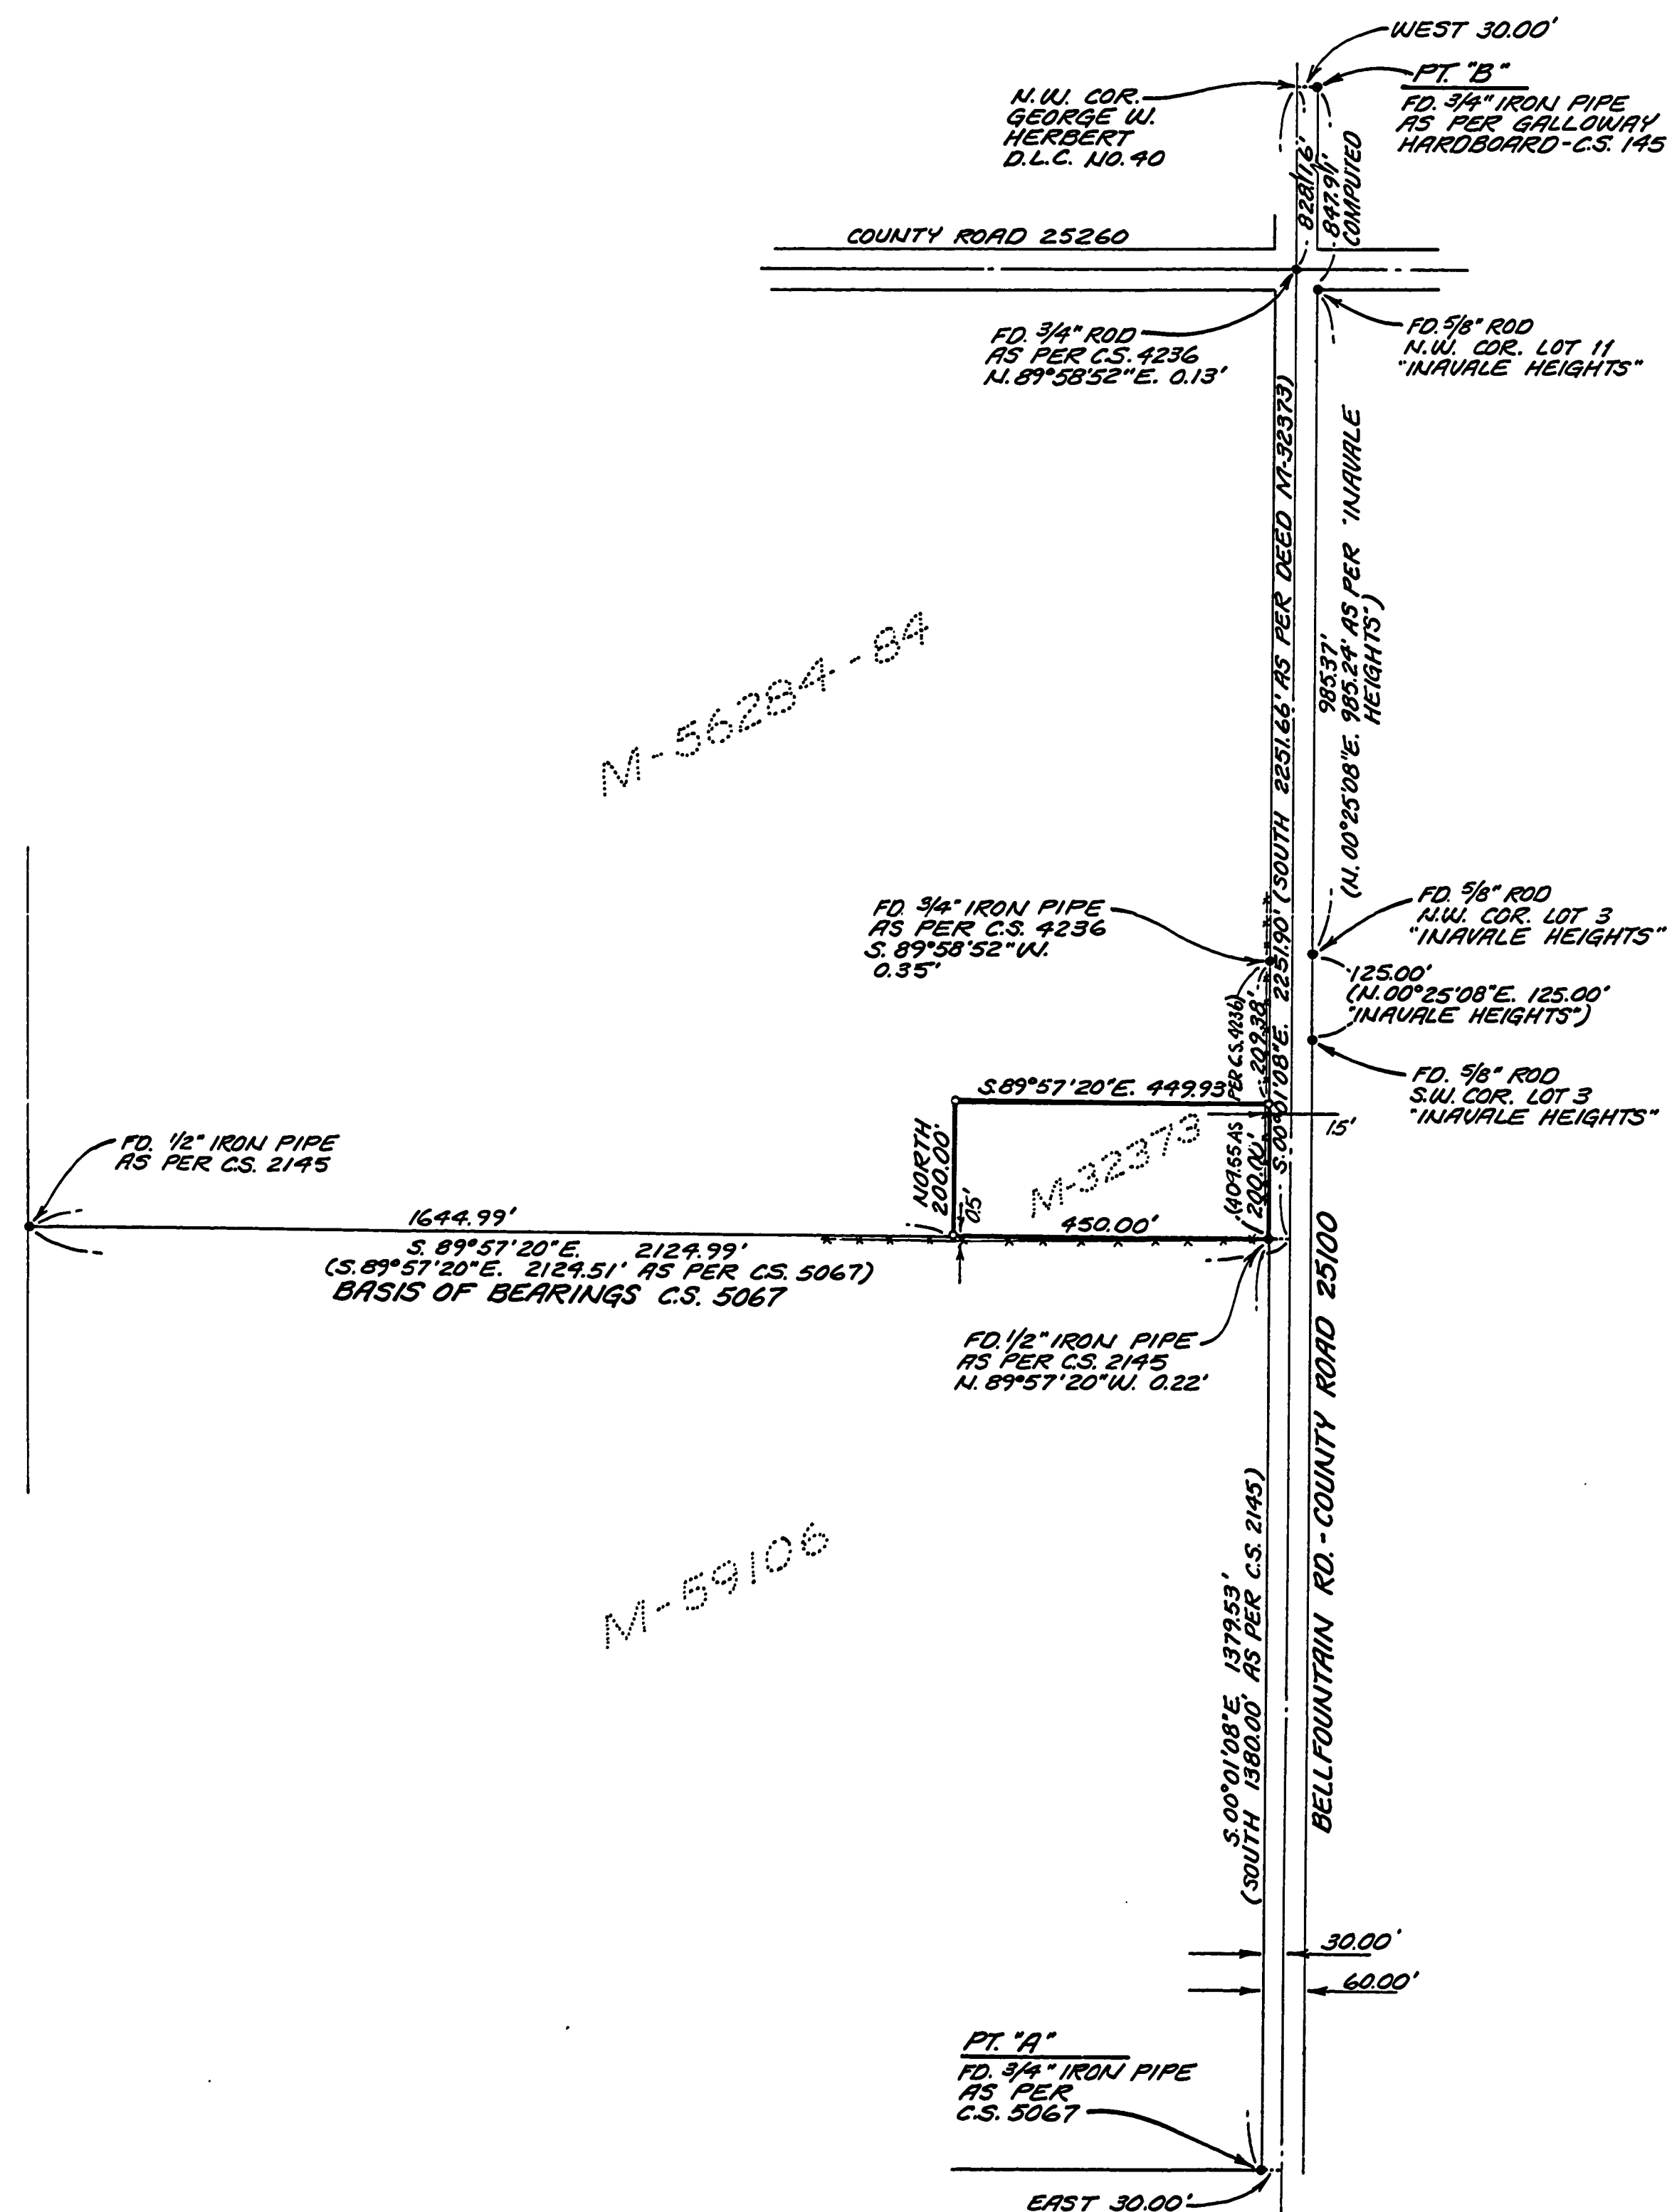 WEST 30.00'
PT. "B"
FD. 3/4" IRON PIPE
AS PER GALLOWAY
HARDBOARD-C.S. 145
N.W. COR.
GEORGE W.
HERBERT
D.L.C. NO. 40
847.91'
COMPUTED
COUNTY ROAD 25260
FD. 3/4" ROD
AS PER C.S. 4236
N. 89°58'52"E. 0.13'
FD. 5/8" ROD
N.W. COR. LOT 11
"INAVALE HEIGHTS"
S.00°01'08"E. 2251.90' (SOUTH 2251.66' AS PER DEED M-32373)
985.37'
(N.00°25'08"E. 985.24' AS PER "INAVALE
HEIGHTS")
M-56284-84
FD. 3/4" IRON PIPE
AS PER C.S. 4236
S. 89°58'52"W.
0.35'
FD. 5/8" ROD
N.W. COR. LOT 3
"INAVALE HEIGHTS"
125.00'
(N.00°25'08"E. 125.00'
"INAVALE HEIGHTS")
FD. 5/8" ROD
S.W. COR. LOT 3
"INAVALE HEIGHTS"
(409.55 AS PER C.S. 4236)
209.38'
200.00'
S.89°57'20"E. 449.93
1.5'
NORTH
200.00'
0.5'
M-32373
450.00'
FD. 1/2" IRON PIPE
AS PER C.S. 2145
1644.99'
S. 89°57'20"E. 2124.99'
(S.89°57'20"E. 2124.51' AS PER C.S. 5067)
BASIS OF BEARINGS C.S. 5067
FD. 1/2" IRON PIPE
AS PER C.S. 2145
N. 89°57'20"W. 0.22'
BELLFOUNTAIN RD.-COUNTY ROAD 25100
M-59106
S.00°01'08"E. 1379.53'
(SOUTH 1380.00' AS PER C.S. 2145)
30.00'
60.00'
PT. "A"
FD. 3/4" IRON PIPE
AS PER
C.S. 5067
EAST 30.00'